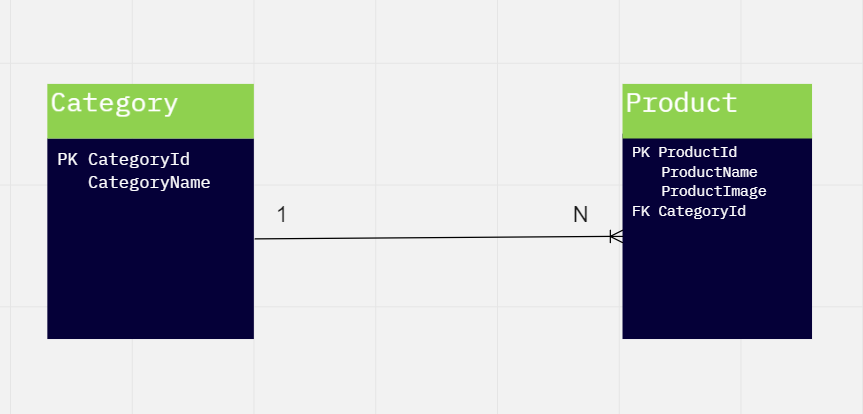 Category
PK CategoryId
CategoryName
1
N
Product
PK ProductId
ProductName
ProductImage
FK CategoryId